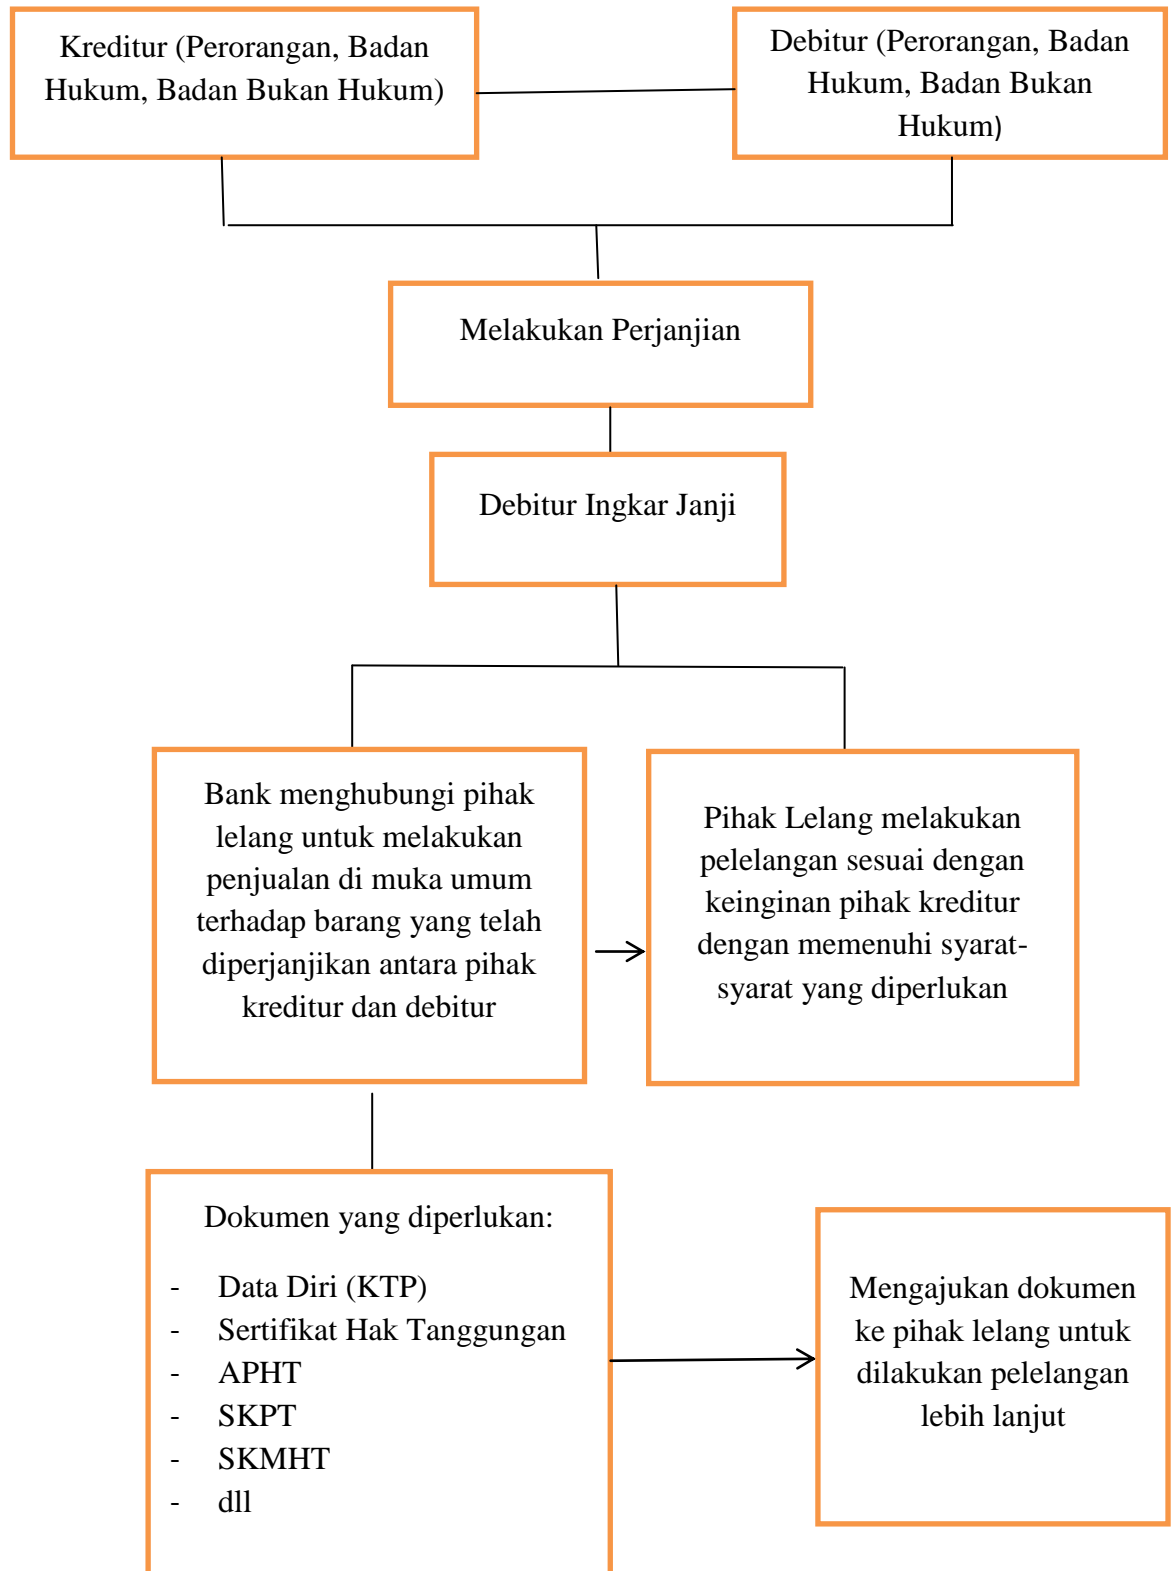 Kreditur (Perorangan, Badan
Hukum, Badan Bukan Hukum)
Debitur (Perorangan, Badan
Hukum, Badan Bukan
Hukum)
Melakukan Perjanjian
Debitur Ingkar Janji
Bank menghubungi pihak
lelang untuk melakukan
penjualan di muka umum
terhadap barang yang telah
diperjanjikan antara pihak
kreditur dan debitur
Pihak Lelang melakukan
pelelangan sesuai dengan
keinginan pihak kreditur
dengan memenuhi syarat-
syarat yang diperlukan
Dokumen yang diperlukan:
- Data Diri (KTP)
- Sertifikat Hak Tanggungan
- APHT
- SKPT
- SKMHT
- dll
Mengajukan dokumen
ke pihak lelang untuk
dilakukan pelelangan
lebih lanjut